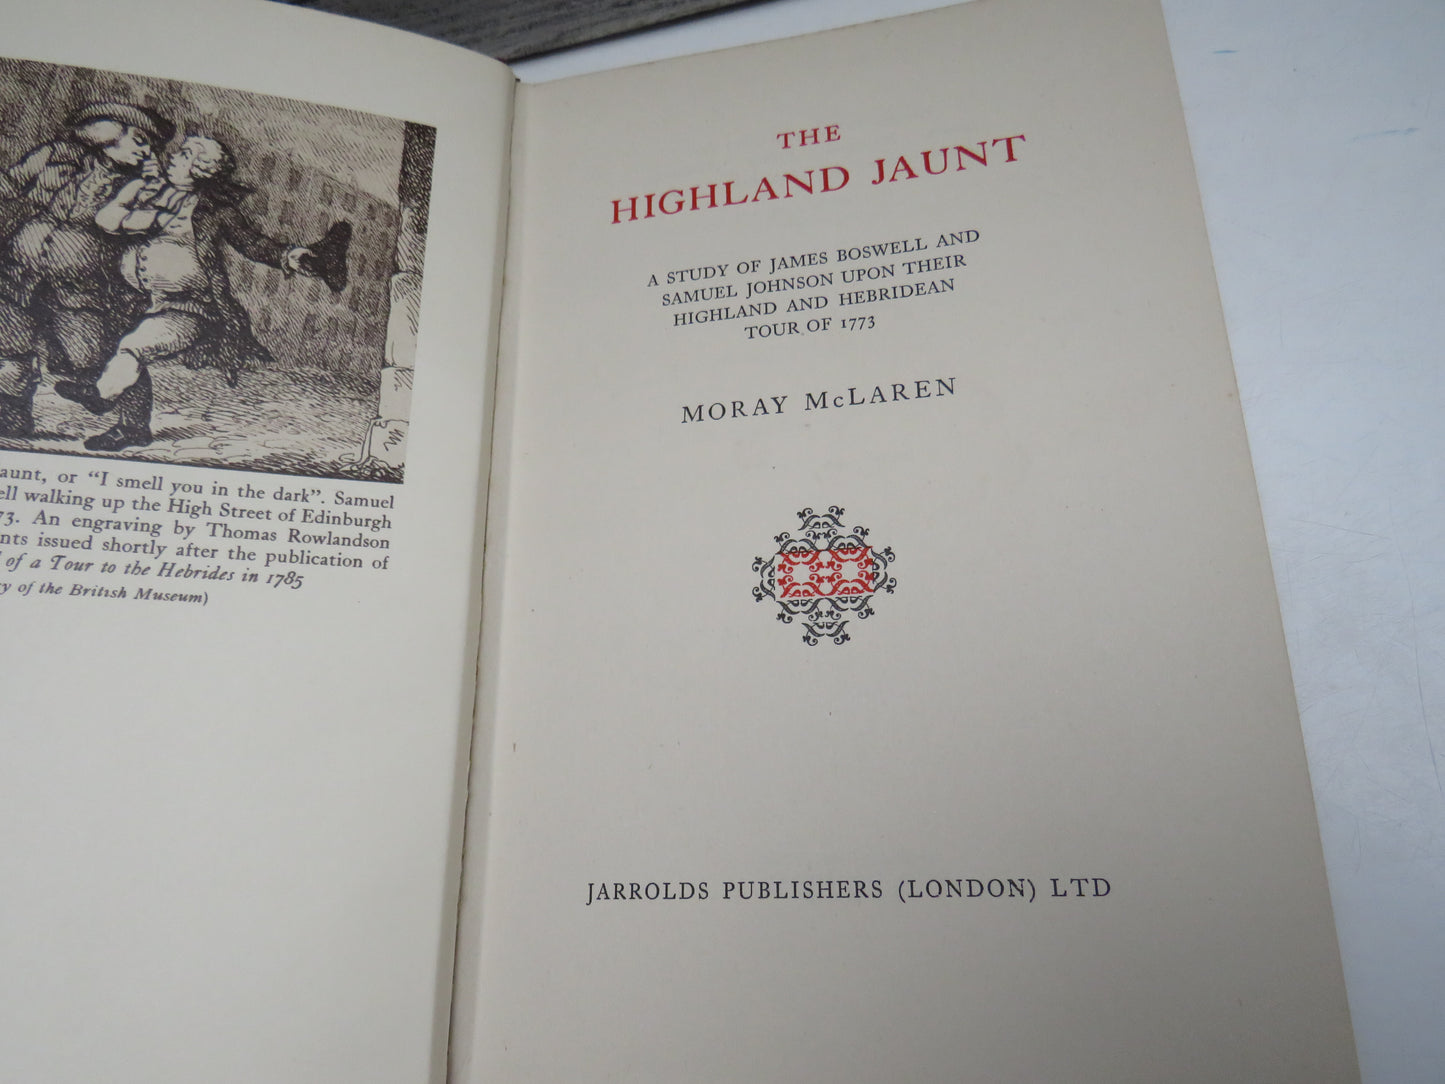 aunt, or “I smell you in the dark”. Samuel
ell walking up the High Street of Edinburgh
73. An engraving by Thomas Rowlandson
nts issued shortly after the publication of
of a Tour to the Hebrides in 1785
y of the British Museum)
THE
HIGHLAND JAUNT
A STUDY OF JAMES BOSWELL AND
SAMUEL JOHNSON UPON THEIR
HIGHLAND AND HEBRIDEAN
TOUR OF 1773
MORAY McLAREN
JARROLDS PUBLISHERS (LONDON) LTD